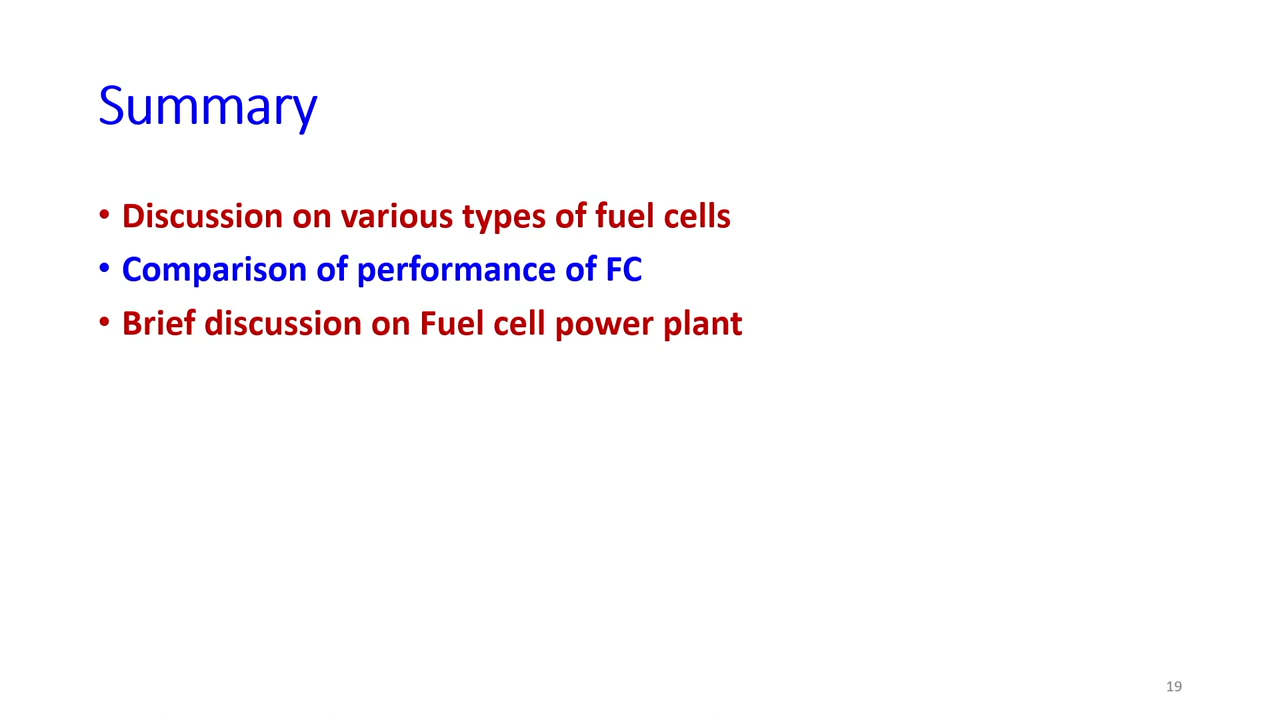 Summary
• Discussion on various types of fuel cells
• Comparison of performance of FC
• Brief discussion on Fuel cell power plant
19